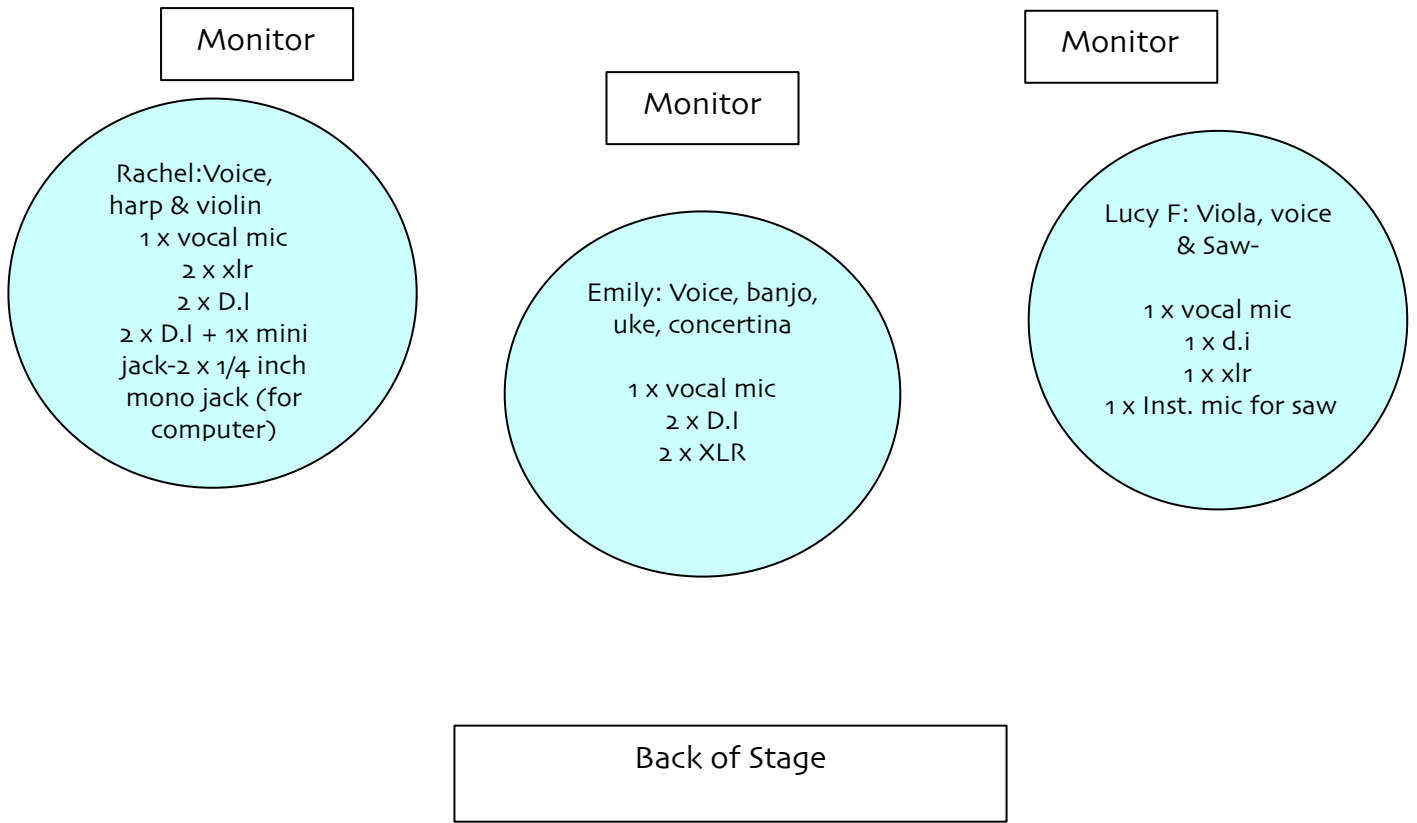 Monitor
Monitor
Monitor
Rachel:Voice,
harp & violin
1 x vocal mic
2 x xlr
2 x D.I
2 x D.I + 1x mini
jack-2 x 1/4 inch
mono jack (for
computer)
Emily: Voice, banjo,
uke, concertina
1 x vocal mic
2 x D.I
2 x XLR
Lucy F: Viola, voice
& Saw-
1 x vocal mic
1 x d.i
1 x xlr
1 x Inst. mic for saw
Back of Stage